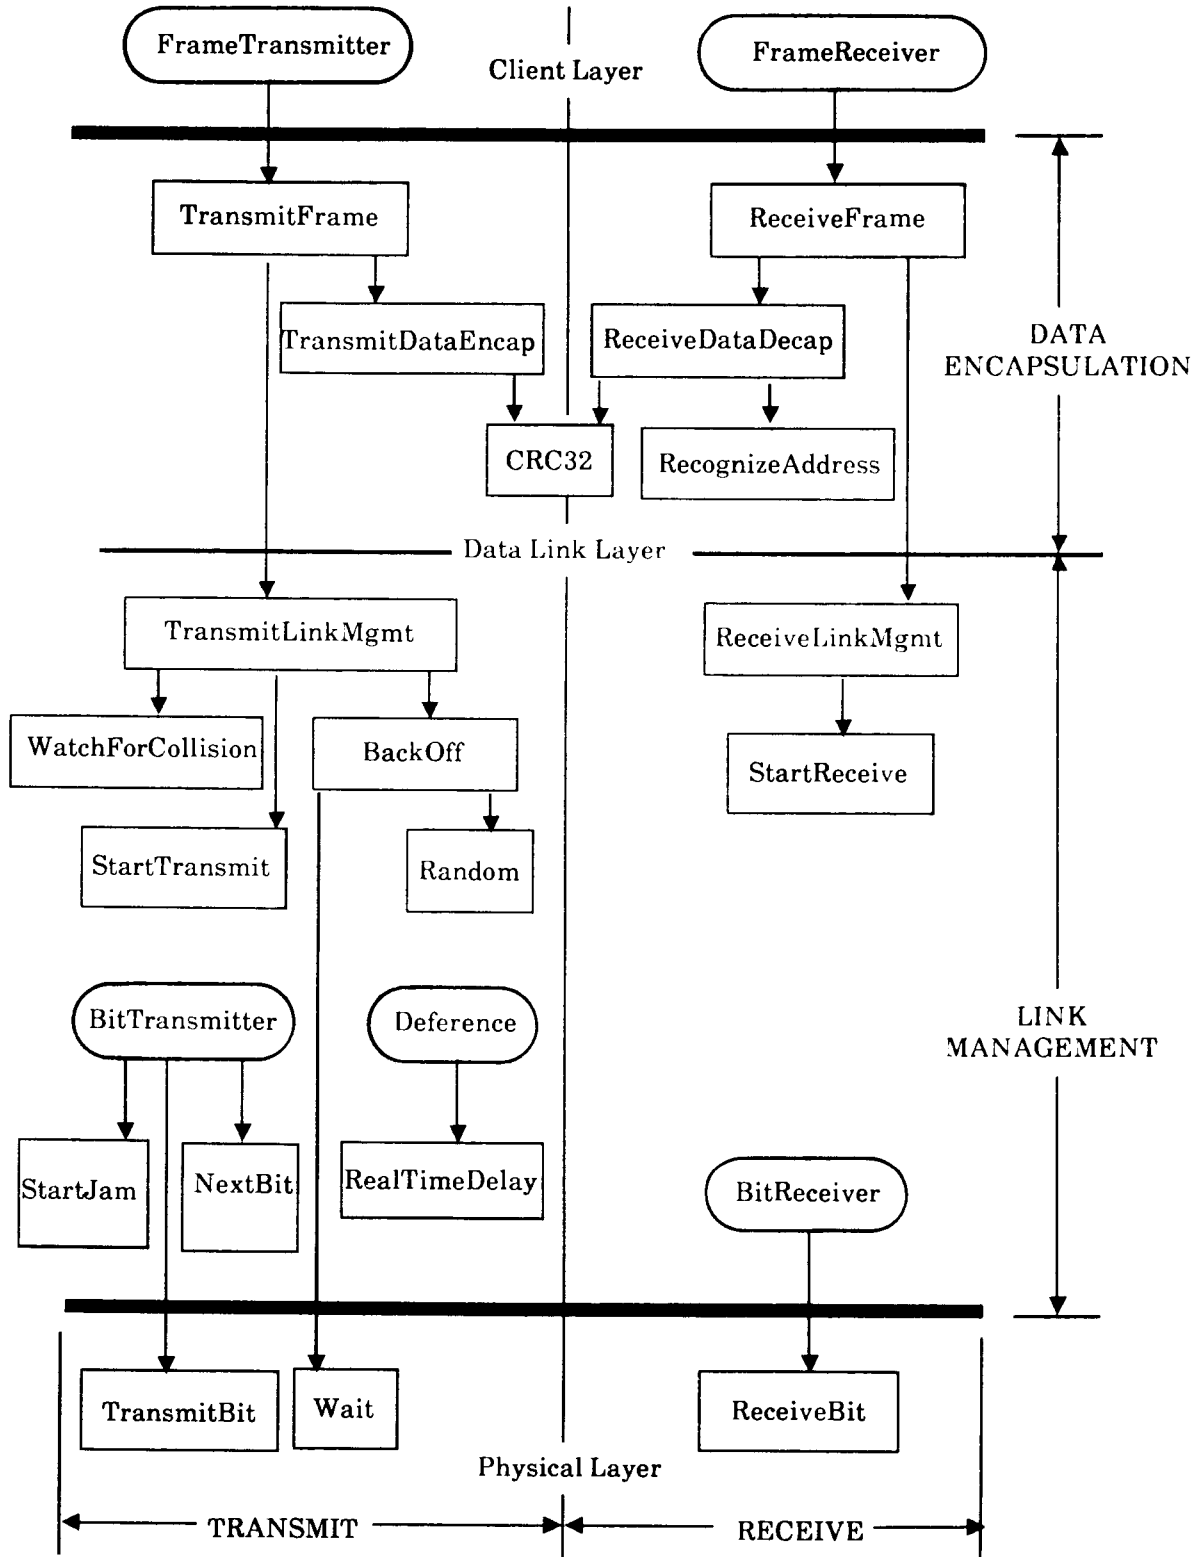 FrameTransmitter
Client Layer
FrameReceiver
TransmitFrame
ReceiveFrame
TransmitDataEncap
ReceiveDataDecap
DATA
ENCAPSULATION
CRC32
RecognizeAddress
Data Link Layer
TransmitLinkMgmt
ReceiveLinkMgmt
WatchForCollision
BackOff
StartReceive
StartTransmit
Random
BitTransmitter
Deference
LINK
MANAGEMENT
StartJam
NextBit
RealTimeDelay
BitReceiver
TransmitBit
Wait
ReceiveBit
Physical Layer
TRANSMIT
RECEIVE